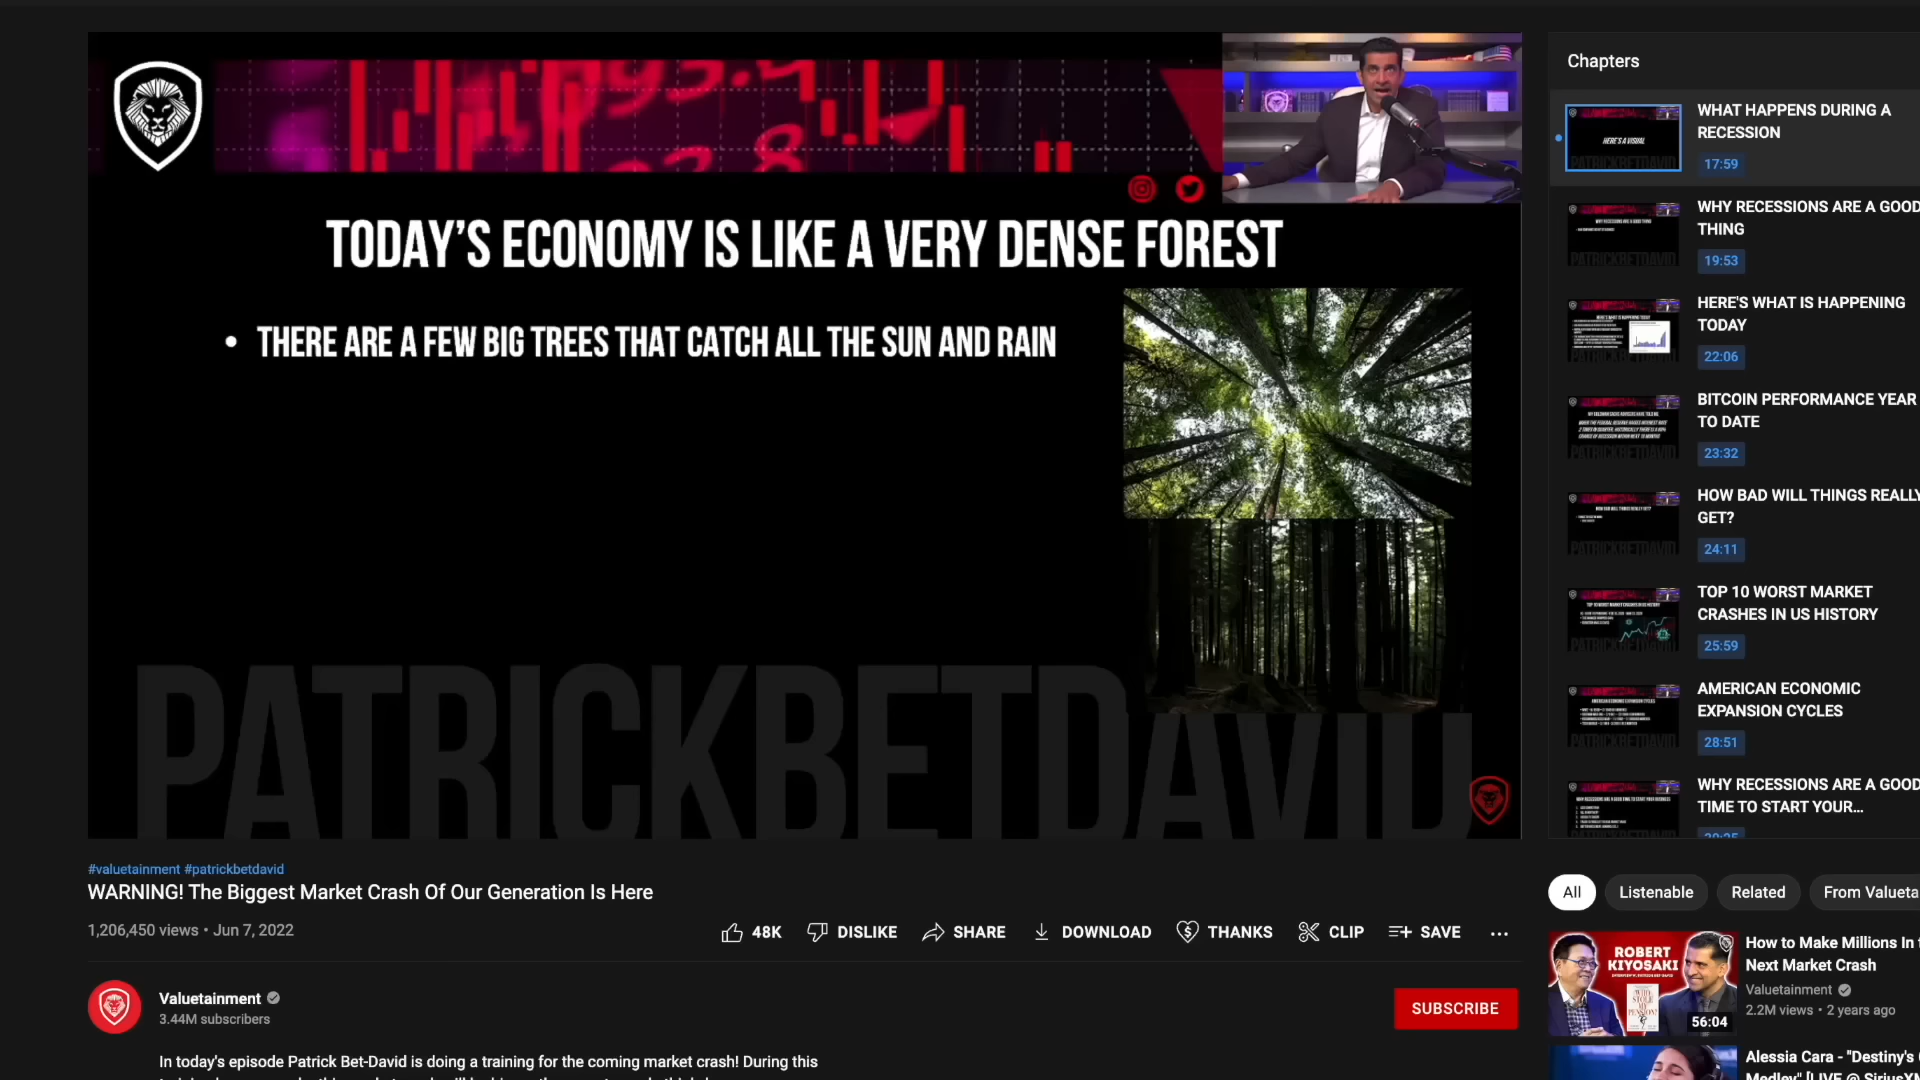 TODAY'S ECONOMY IS LIKE A VERY DENSE FOREST
• THERE ARE A FEW BIG TREES THAT CATCH ALL THE SUN AND RAIN
PATRICKBETDAVID
#valuetainment #patrickbetdavid
WARNING! The Biggest Market Crash Of Our Generation Is Here
1,206,450 views • Jun 7, 2022
48K DISLIKE SHARE DOWNLOAD THANKS CLIP SAVE ...
Valuetainment
3.44M subscribers
SUBSCRIBE
In today's episode Patrick Bet-David is doing a training for the coming market crash! During this
Chapters
HERE'S A VISUAL
WHAT HAPPENS DURING A
RECESSION
17:59
WHY RECESSIONS ARE A GOOD
THING
19:53
HERE'S WHAT IS HAPPENING
TODAY
22:06
BITCOIN PERFORMANCE YEAR
TO DATE
23:32
HOW BAD WILL THINGS REALLY
GET?
24:11
TOP 10 WORST MARKET
CRASHES IN US HISTORY
25:59
AMERICAN ECONOMIC
EXPANSION CYCLES
28:51
WHY RECESSIONS ARE A GOOD
TIME TO START YOUR...
All Listenable Related From Valueta
ROBERT
KIYOSAKI
56:04
How to Make Millions In
Next Market Crash
Valuetainment
2.2M views • 2 years ago
Alessia Cara - "Destiny's